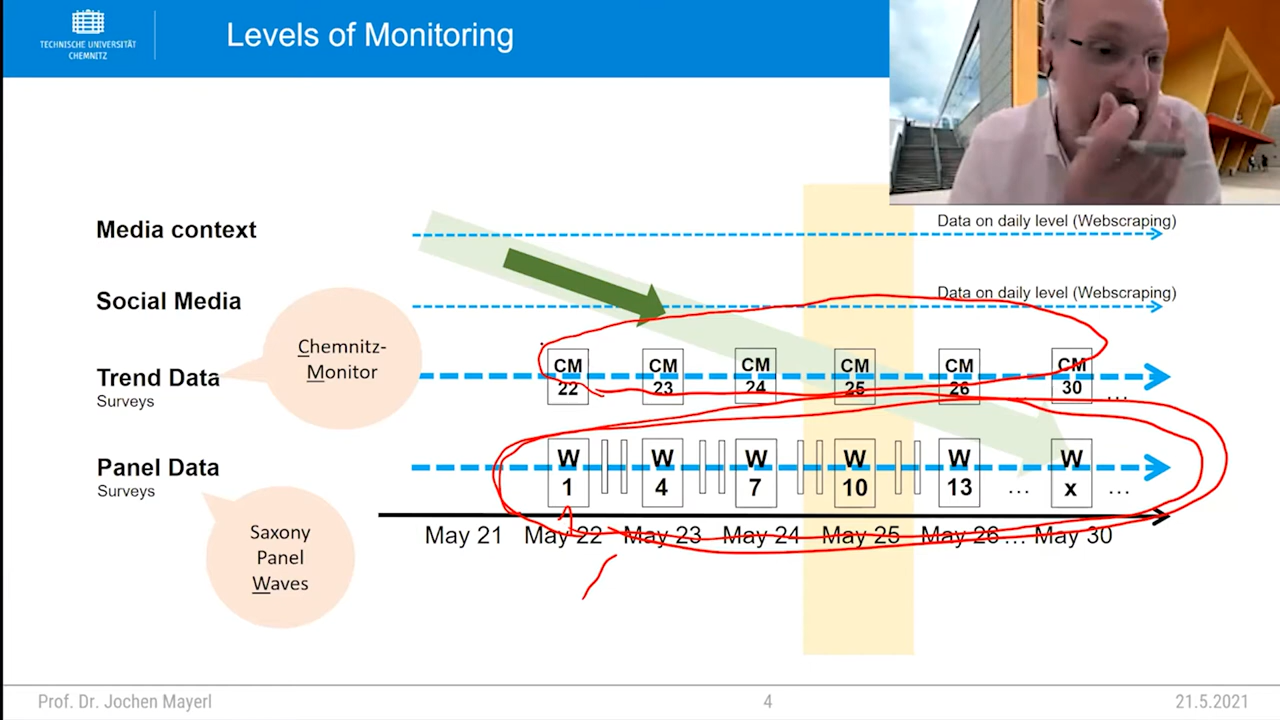 TECHNISCHE UNIVERSITÄT
CHEMNITZ
Levels of Monitoring
Media context
Data on daily level (Webscraping)
Social Media
Data on daily level (Webscraping)
Chemnitz-
Monitor
Trend Data
Surveys
CM
22
CM
23
CM
24
CM
25
CM
26
CM
30
...
Panel Data
Surveys
W
1
W
4
W
7
W
10
W
13
...
W
x
...
May 21
May 22
May 23
May 24
May 25
May 26
...
May 30
Saxony
Panel
Waves
Prof. Dr. Jochen Mayerl
4
21.5.2021